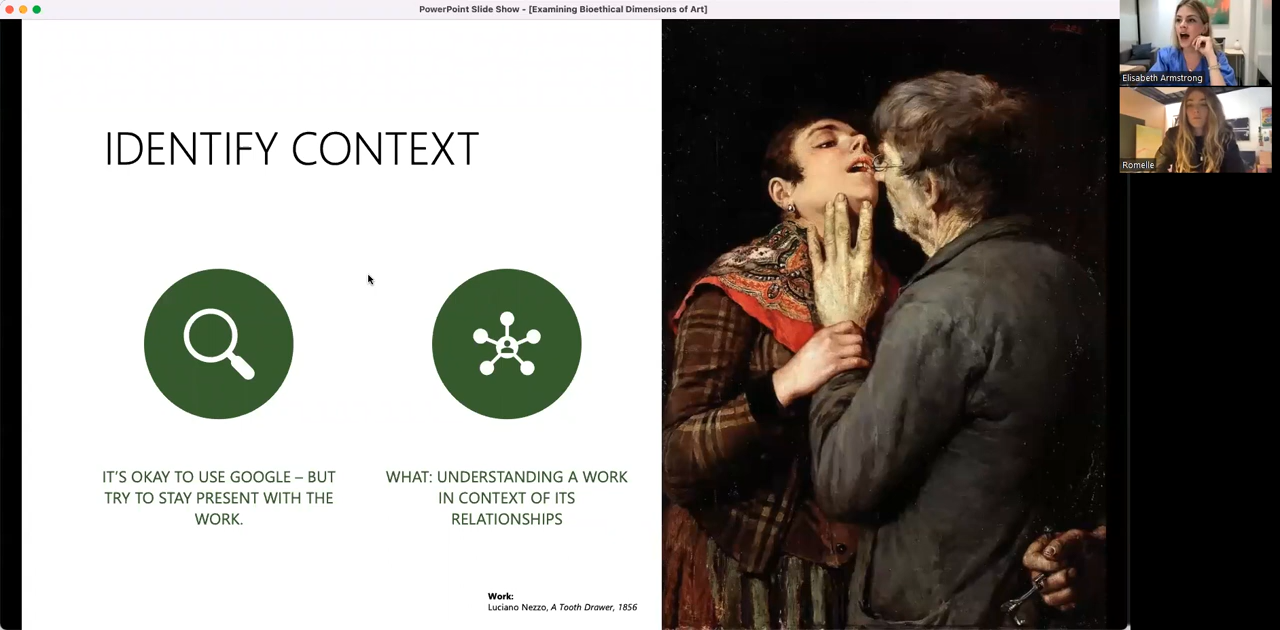 PowerPoint Slide Show - [Examining Bioethical Dimensions of Art]
IDENTIFY CONTEXT
IT'S OKAY TO USE GOOGLE – BUT
TRY TO STAY PRESENT WITH THE
WORK.
WHAT: UNDERSTANDING A WORK
IN CONTEXT OF ITS
RELATIONSHIPS
Work:
Luciano Nezzo, A Tooth Drawer, 1856
Elisabeth Armstrong
Romelle